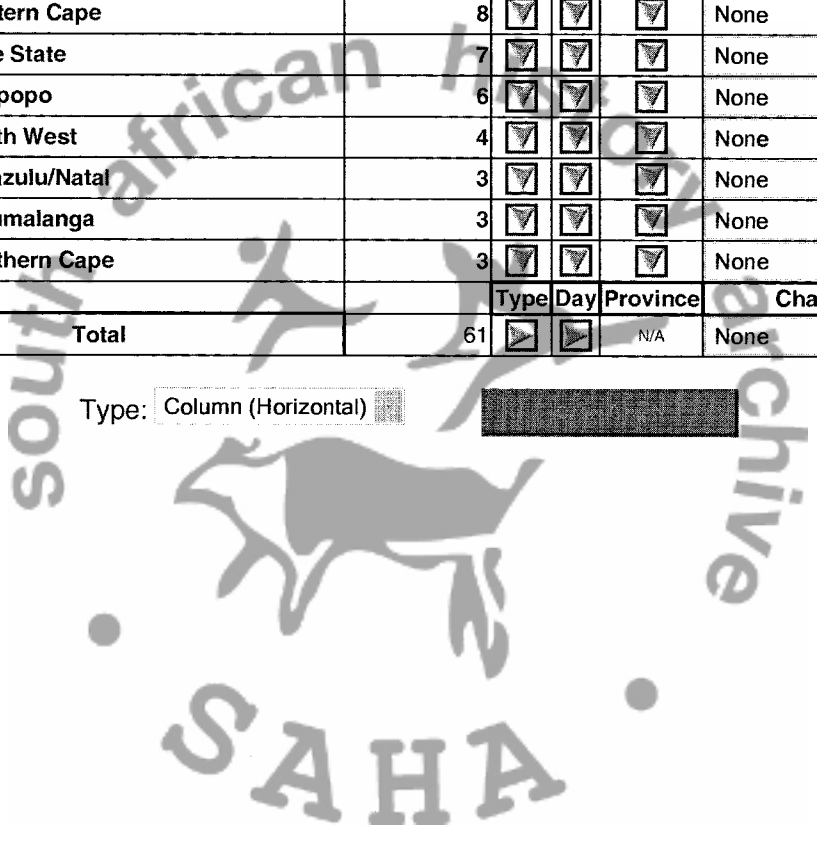 tern Cape 8 None
e State 7 None
popo 6 None
th West 4 None
azulu/Natal 3 None
umalanga 3 None
thern Cape 3 None
Type Day Province Cha
Total 61 N/A None
Type: Column (Horizontal)
south african history archive
SAHA